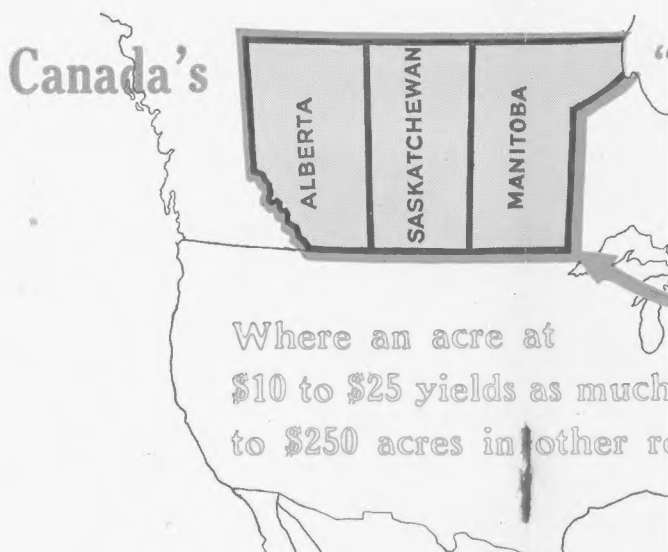 Canada's "
ALBERTA
SASKATCHEWAN
MANITOBA
Where an acre at
$10 to $25 yields as much
to $250 acres in other re